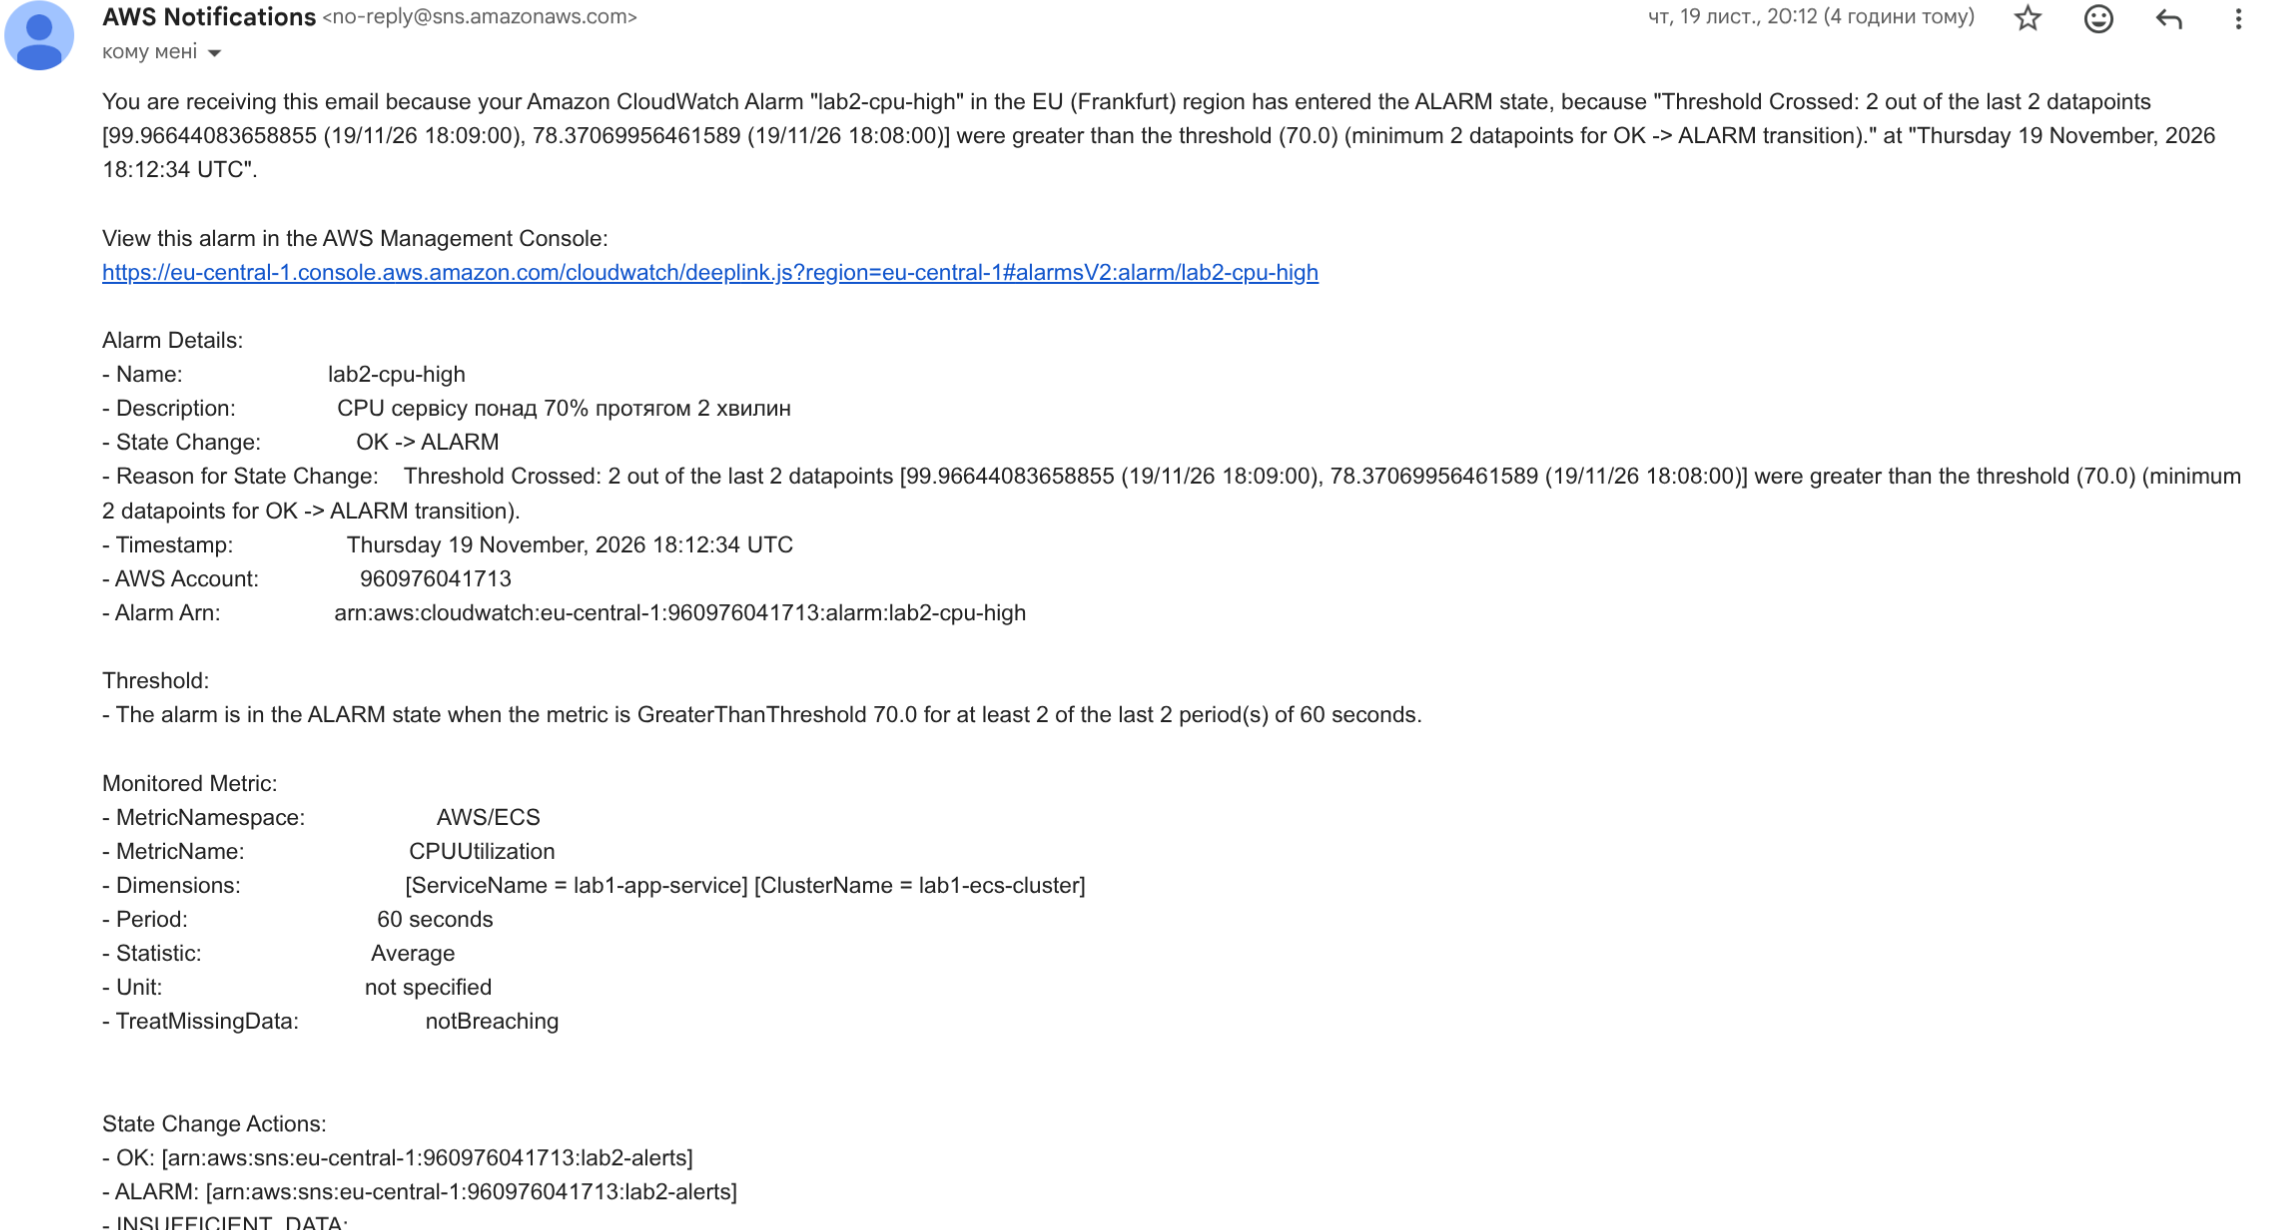 AWS Notifications <no-reply@sns.amazonaws.com> чт, 19 лист., 20:12 (4 години тому)
кому мені
You are receiving this email because your Amazon CloudWatch Alarm "lab2-cpu-high" in the EU (Frankfurt) region has entered the ALARM state, because "Threshold Crossed: 2 out of the last 2 datapoints
[99.96644083658855 (19/11/26 18:09:00), 78.37069956461589 (19/11/26 18:08:00)] were greater than the threshold (70.0) (minimum 2 datapoints for OK -> ALARM transition)." at "Thursday 19 November, 2026
18:12:34 UTC".
View this alarm in the AWS Management Console:
https://eu-central-1.console.aws.amazon.com/cloudwatch/deeplink.js?region=eu-central-1#alarmsV2:alarm/lab2-cpu-high
Alarm Details:
- Name: lab2-cpu-high
- Description: CPU сервісу понад 70% протягом 2 хвилин
- State Change: OK -> ALARM
- Reason for State Change: Threshold Crossed: 2 out of the last 2 datapoints [99.96644083658855 (19/11/26 18:09:00), 78.37069956461589 (19/11/26 18:08:00)] were greater than the threshold (70.0) (minimum
2 datapoints for OK -> ALARM transition).
- Timestamp: Thursday 19 November, 2026 18:12:34 UTC
- AWS Account: 960976041713
- Alarm Arn: arn:aws:cloudwatch:eu-central-1:960976041713:alarm:lab2-cpu-high
Threshold:
- The alarm is in the ALARM state when the metric is GreaterThanThreshold 70.0 for at least 2 of the last 2 period(s) of 60 seconds.
Monitored Metric:
- MetricNamespace: AWS/ECS
- MetricName: CPUUtilization
- Dimensions: [ServiceName = lab1-app-service] [ClusterName = lab1-ecs-cluster]
- Period: 60 seconds
- Statistic: Average
- Unit: not specified
- TreatMissingData: notBreaching
State Change Actions:
- OK: [arn:aws:sns:eu-central-1:960976041713:lab2-alerts]
- ALARM: [arn:aws:sns:eu-central-1:960976041713:lab2-alerts]
- INSUFFICIENT_DATA: